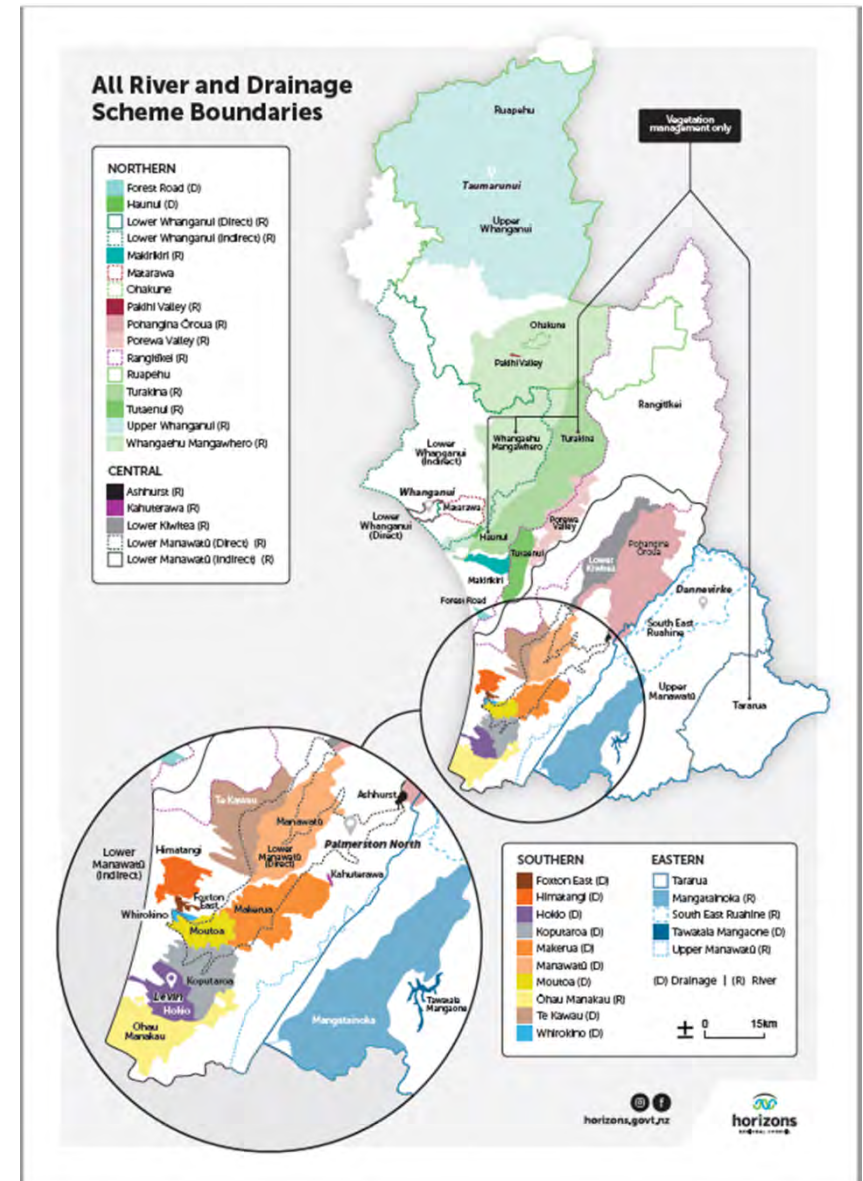 All River and Drainage
Scheme Boundaries
NORTHERN
Forest Road (D)
Haunui (D)
Lower Whanganui (Direct) (R)
Lower Whanganui (Indirect) (R)
Makirikiri (R)
Matarawa
Ohakune
Pakihi Valley (R)
Pohangina Ōroua (R)
Porewa Valley (R)
Rangitīkei (R)
Ruapehu
Turakina (R)
Tutaenui (R)
Upper Whanganui (R)
Whangaehu Mangawhero (R)
CENTRAL
Ashhurst (R)
Kahuterawa (R)
Lower Kiwitea (R)
Lower Manawatū (Direct) (R)
Lower Manawatū (Indirect) (R)
Vegetation
management only
Ruapehu
Taumarunui
Upper
Whanganui
Ohakune
Pakihi Valley
Rangitīkei
Lower
Whanganui
(Indirect)
Whangaehu
Mangawhero
Turakina
Whanganui
Matarawa
Lower
Whanganui
(Direct)
Haunui
Porewa
Valley
Tutaenui
Makirikiri
Forest Road
Lower
Kiwitea
Pohangina
Oroua
Dannevirke
South East
Ruahine
Upper
Manawatū
Tararua
Te Kawau
Ashhurst
Manawatū
Palmerston North
Lower
Manawatū
(Direct)
Lower
Manawatū
(Indirect)
Himatangi
Kahuterawa
Foxton
East
Makerua
Whirokino
Moutoa
Koputaroa
Levin
Hokio
Ohau
Manakau
Mangatainoka
Tawataia
Mangaone
SOUTHERN
Foxton East (D)
Himatangi (D)
Hokio (D)
Koputaroa (D)
Makerua (D)
Manawatū (D)
Moutoa (D)
Ōhau Manakau (R)
Te Kawau (D)
Whirokino (D)
EASTERN
Tararua
Mangatainoka (R)
South East Ruahine (R)
Tawataia Mangaone (D)
Upper Manawatū (R)
(D) Drainage | (R) River
0 15km
horizons.govt.nz
horizons